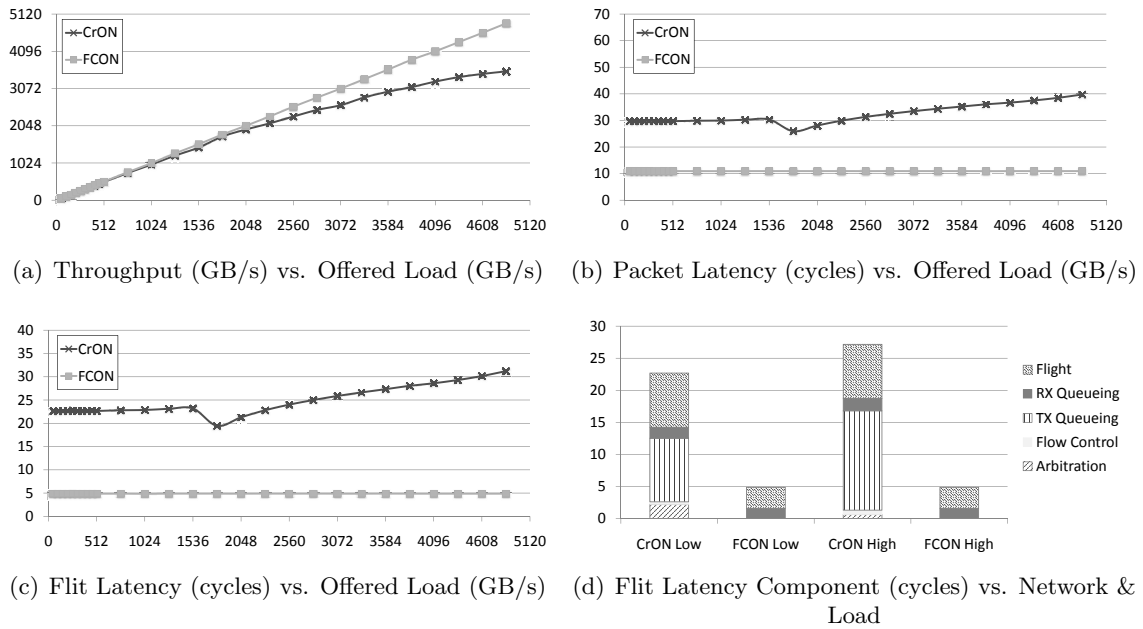 5120
4096
3072
2048
1024
0
CrON
FCON
0 512 1024 1536 2048 2560 3072 3584 4096 4608 5120
(a) Throughput (GB/s) vs. Offered Load (GB/s)
70
60
50
40
30
20
10
0
CrON
FCON
0 512 1024 1536 2048 2560 3072 3584 4096 4608 5120
(b) Packet Latency (cycles) vs. Offered Load (GB/s)
40
35
30
25
20
15
10
5
0
CrON
FCON
0 512 1024 1536 2048 2560 3072 3584 4096 4608 5120
(c) Flit Latency (cycles) vs. Offered Load (GB/s)
30
25
20
15
10
5
0
CrON Low FCON Low CrON High FCON High
Flight
RX Queueing
TX Queueing
Flow Control
Arbitration
(d) Flit Latency Component (cycles) vs. Network &
Load